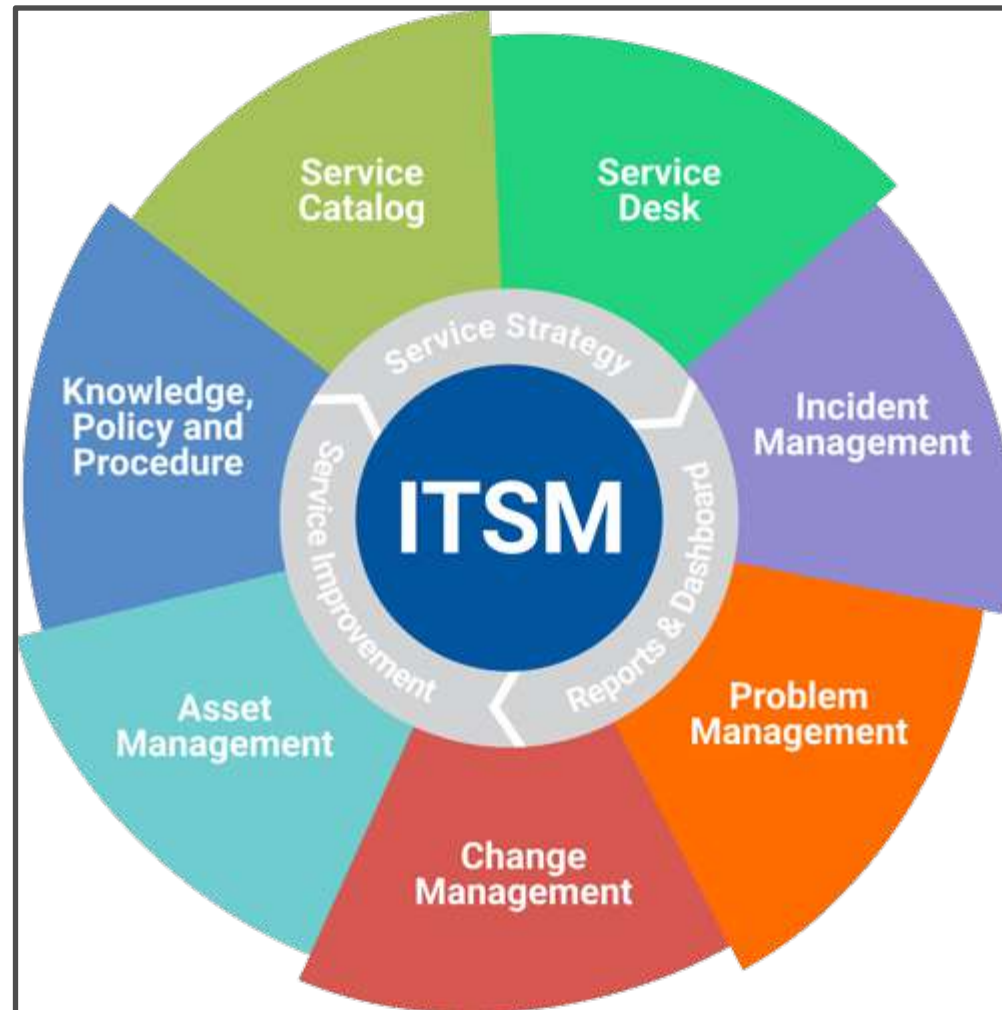 Service
Catalog
Service
Desk
Knowledge,
Policy and
Procedure
Incident
Management
Service Strategy
Reports & Dashboard
Service Improvement
ITSM
Asset
Management
Problem
Management
Change
Management